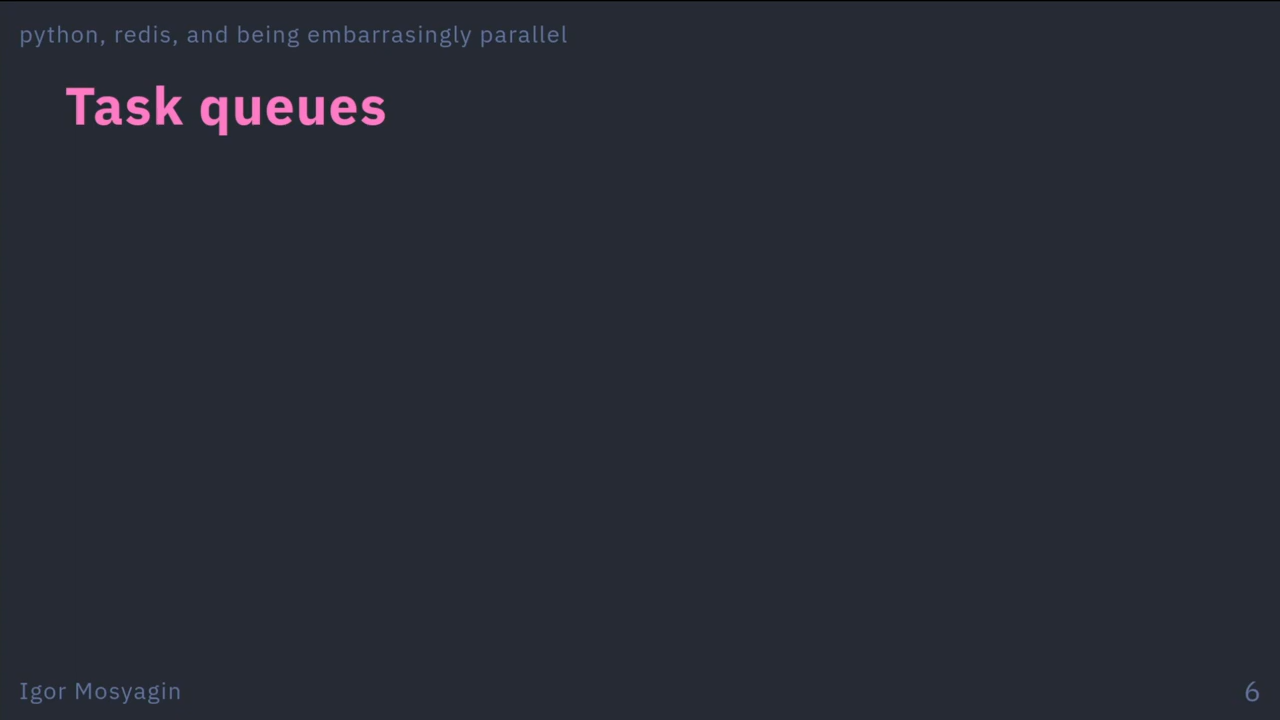 python, redis, and being embarrasingly parallel
Task queues
Igor Mosyagin
6